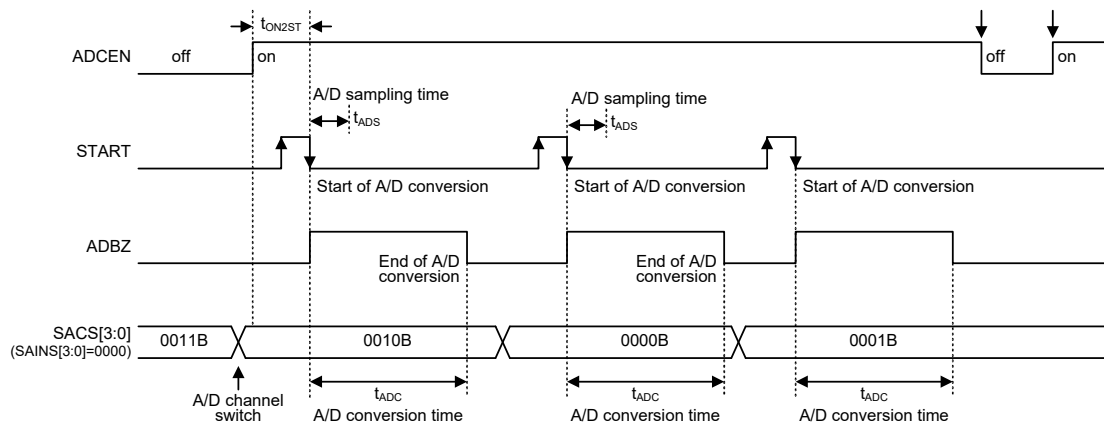 tON2ST
ADCEN
off
on
off
on
A/D sampling time
A/D sampling time
tADS
tADS
START
Start of A/D conversion
Start of A/D conversion
Start of A/D conversion
ADBZ
End of A/D
conversion
End of A/D
conversion
SACS[3:0]
(SAINS[3:0]=0000)
0011B
0010B
0000B
0001B
A/D channel
switch
tADC
A/D conversion time
tADC
A/D conversion time
tADC
A/D conversion time